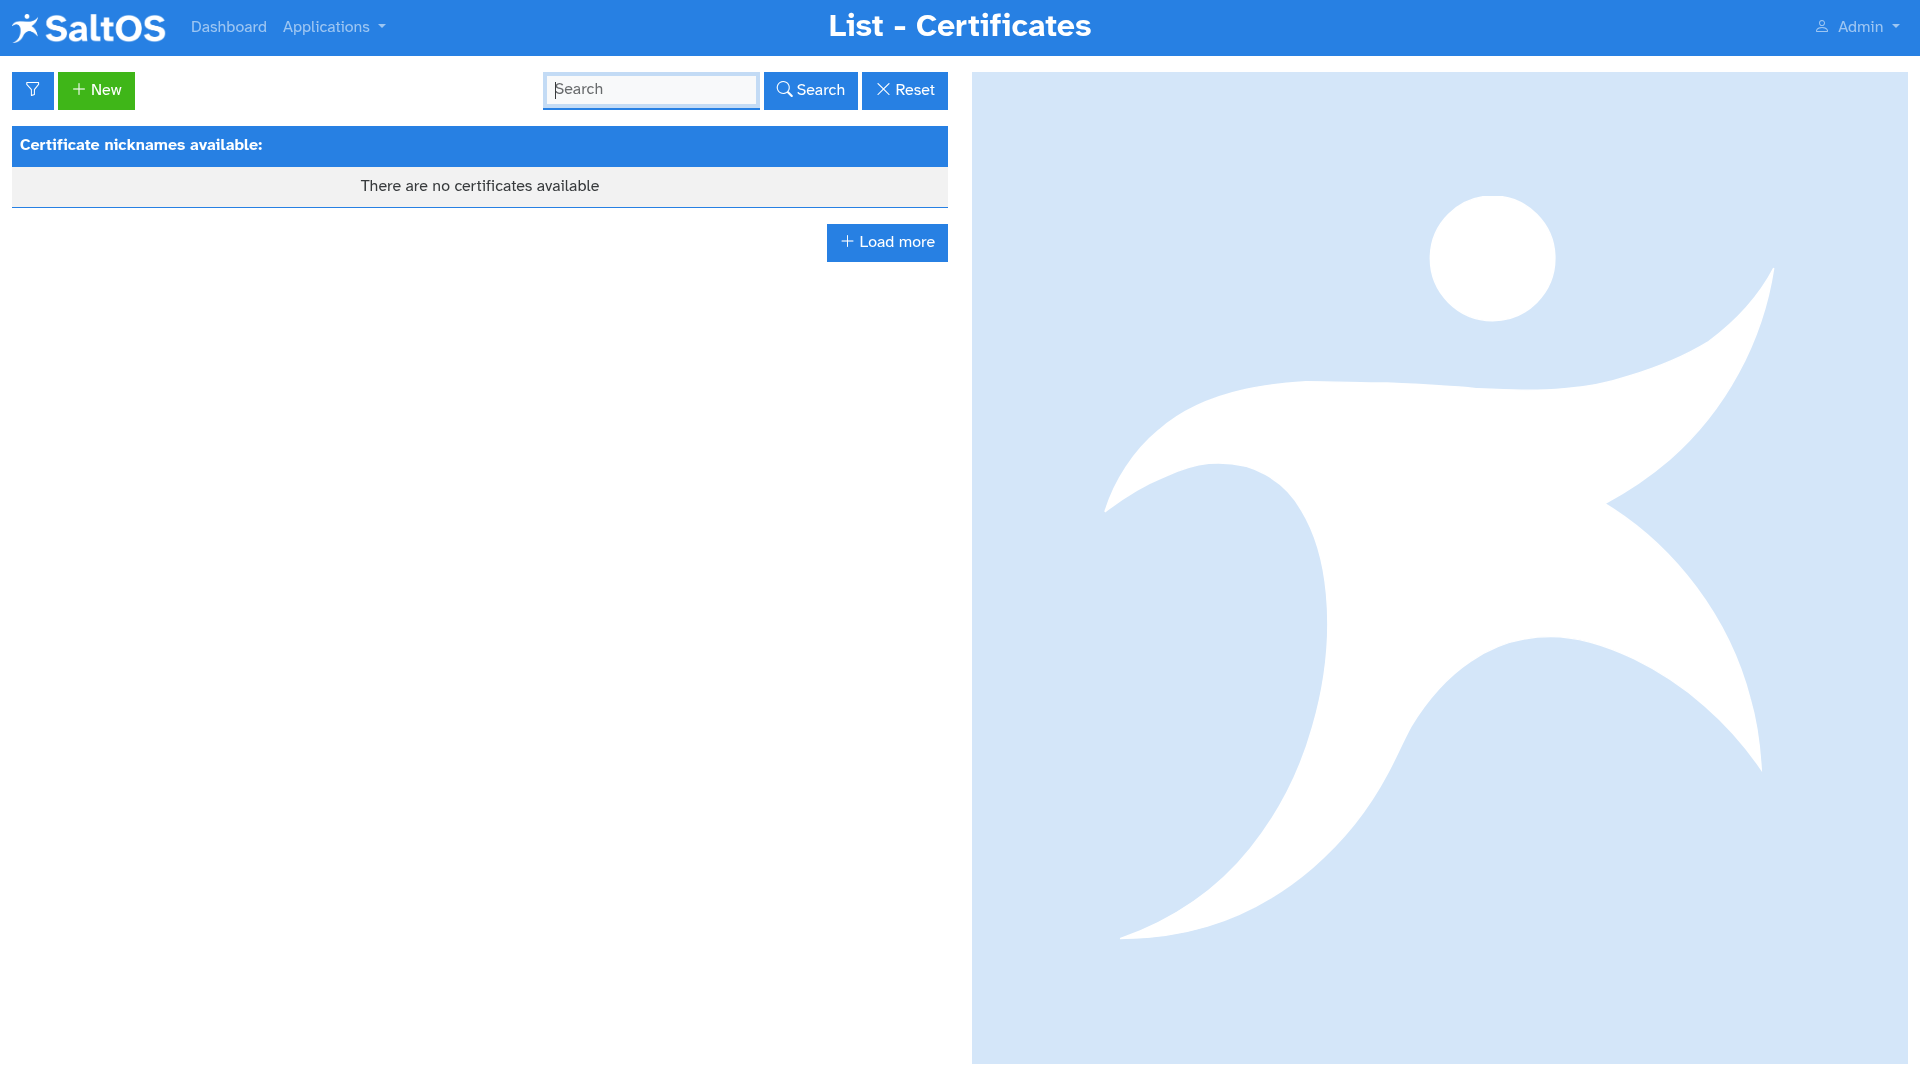 SaltOS
Dashboard
Applications
List - Certificates
Admin
New
Search
Search
Reset
Certificate nicknames available:
There are no certificates available
Load more